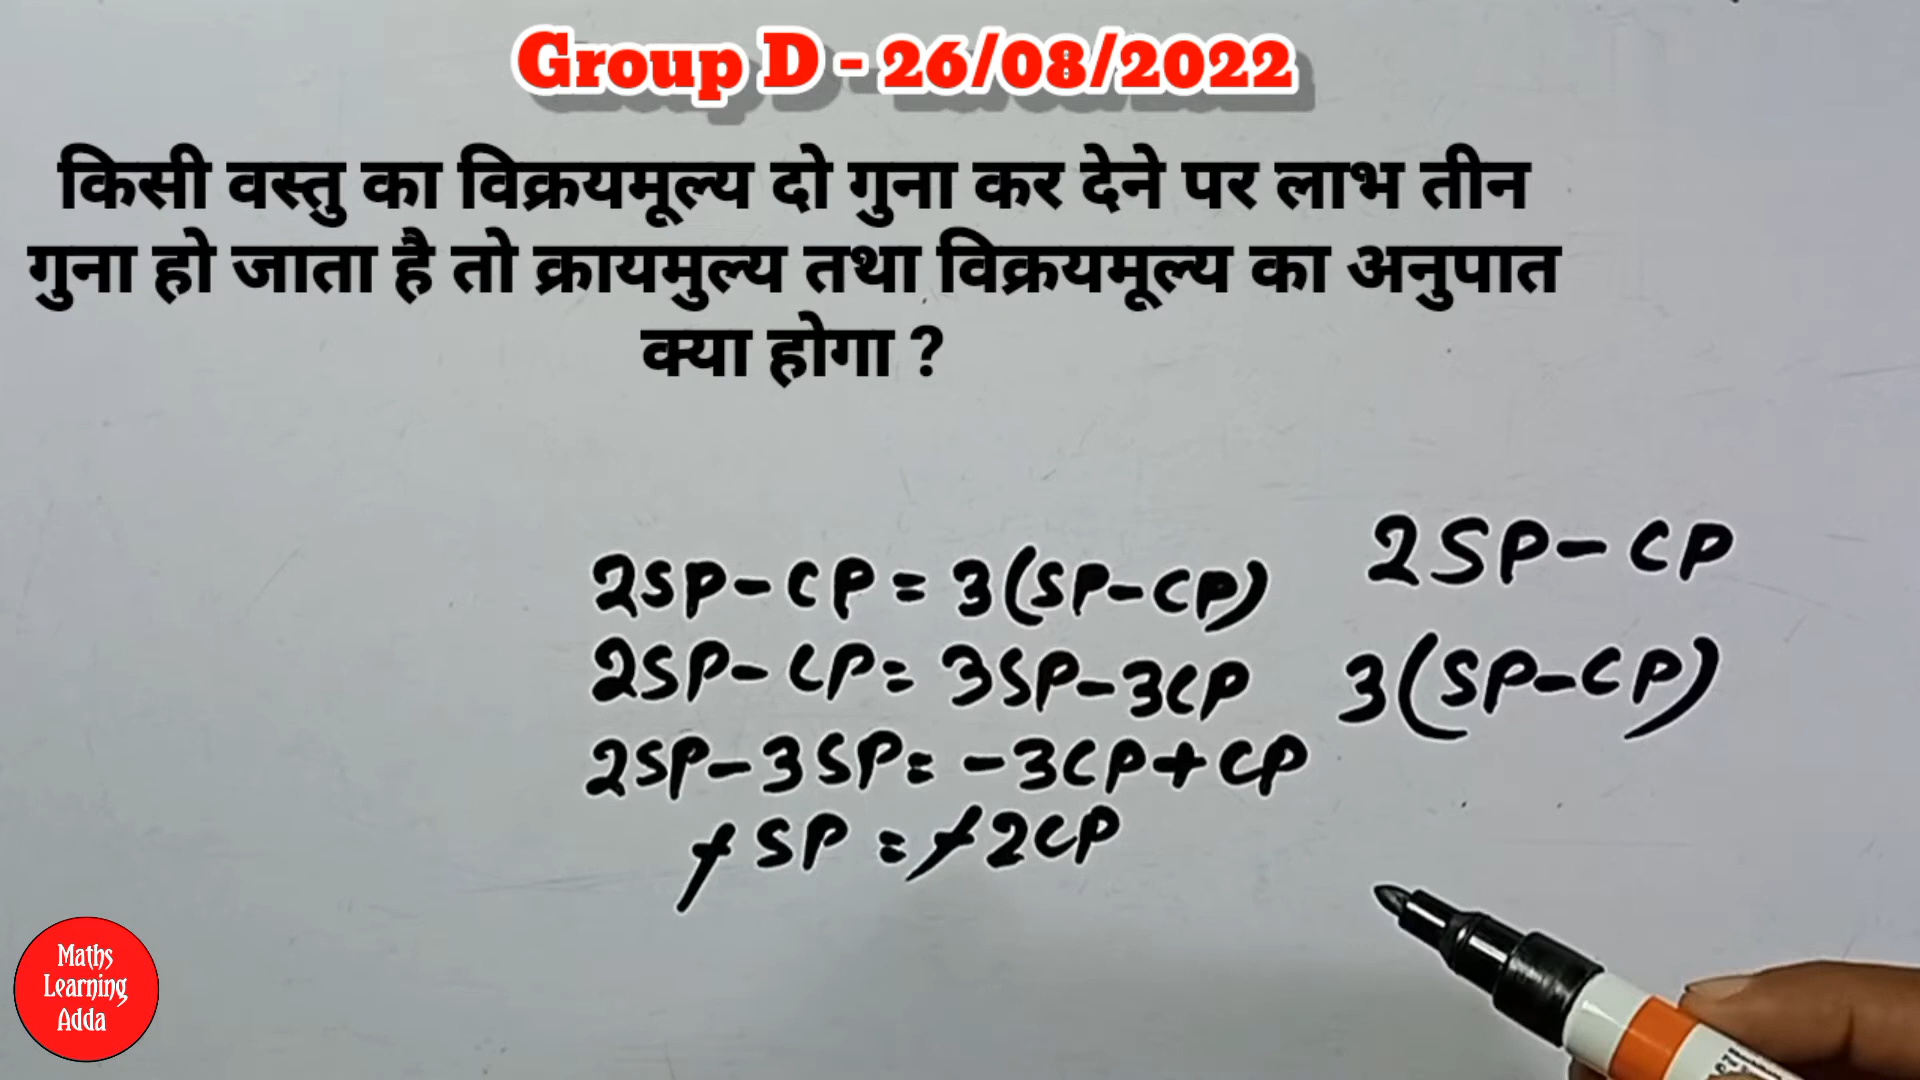 Group D - 26/08/2022
किसी वस्तु का विक्रयमूल्य दो गुना कर देने पर लाभ तीन
गुना हो जाता है तो क्रायमुल्य तथा विक्रयमूल्य का अनुपात
क्या होगा ?
2SP-CP
2SP-CP = 3(SP-CP)
2SP-CP = 3SP-3CP
3(SP-CP)
2SP-3SP = -3CP+CP
-SP = -2CP
Maths
Learning
Adda